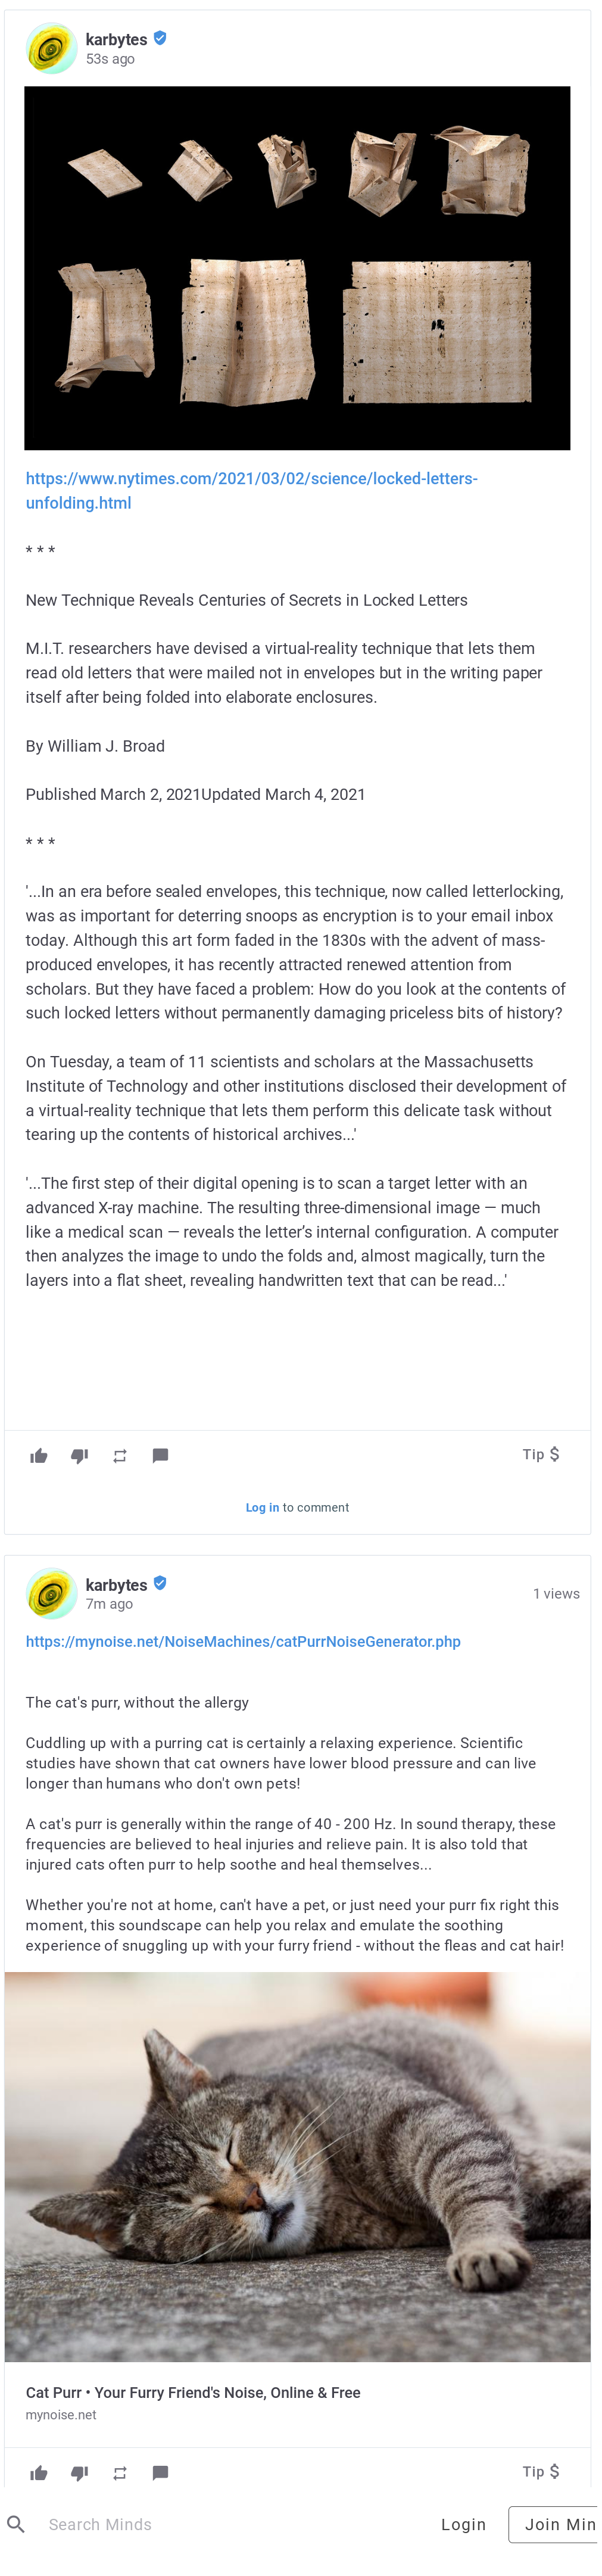 karbytes
53s ago
https://www.nytimes.com/2021/03/02/science/locked-letters-
unfolding.html
* * *
New Technique Reveals Centuries of Secrets in Locked Letters
M.I.T. researchers have devised a virtual-reality technique that lets them
read old letters that were mailed not in envelopes but in the writing paper
itself after being folded into elaborate enclosures.
By William J. Broad
Published March 2, 2021Updated March 4, 2021
* * *
'...In an era before sealed envelopes, this technique, now called letterlocking,
was as important for deterring snoops as encryption is to your email inbox
today. Although this art form faded in the 1830s with the advent of mass-
produced envelopes, it has recently attracted renewed attention from
scholars. But they have faced a problem: How do you look at the contents of
such locked letters without permanently damaging priceless bits of history?
On Tuesday, a team of 11 scientists and scholars at the Massachusetts
Institute of Technology and other institutions disclosed their development of
a virtual-reality technique that lets them perform this delicate task without
tearing up the contents of historical archives...'
'...The first step of their digital opening is to scan a target letter with an
advanced X-ray machine. The resulting three-dimensional image — much
like a medical scan — reveals the letter’s internal configuration. A computer
then analyzes the image to undo the folds and, almost magically, turn the
layers into a flat sheet, revealing handwritten text that can be read...'
Tip $
Log in to comment
karbytes
7m ago
1 views
https://mynoise.net/NoiseMachines/catPurrNoiseGenerator.php
The cat's purr, without the allergy
Cuddling up with a purring cat is certainly a relaxing experience. Scientific
studies have shown that cat owners have lower blood pressure and can live
longer than humans who don't own pets!
A cat's purr is generally within the range of 40 - 200 Hz. In sound therapy, these
frequencies are believed to heal injuries and relieve pain. It is also told that
injured cats often purr to help soothe and heal themselves...
Whether you're not at home, can't have a pet, or just need your purr fix right this
moment, this soundscape can help you relax and emulate the soothing
experience of snuggling up with your furry friend - without the fleas and cat hair!
Cat Purr • Your Furry Friend's Noise, Online & Free
mynoise.net
Tip $
Search Minds
Login
Join Min